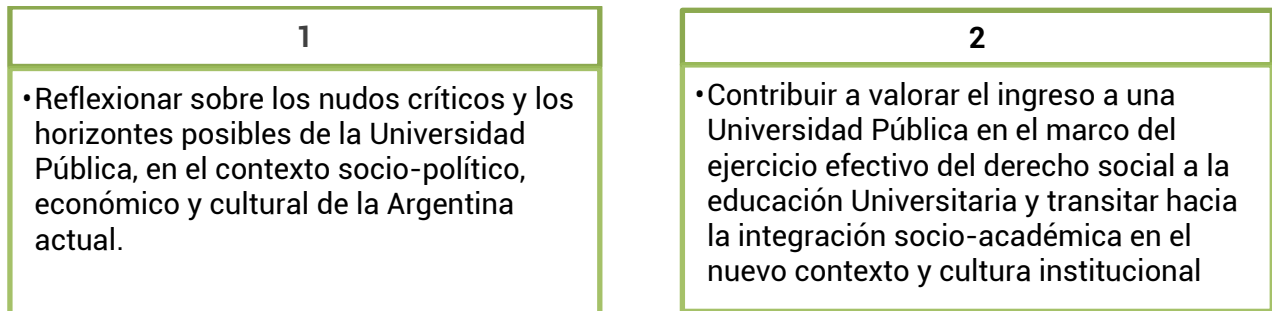 1
•Reflexionar sobre los nudos críticos y los
horizontes posibles de la Universidad
Pública, en el contexto socio-político,
económico y cultural de la Argentina
actual.
2
•Contribuir a valorar el ingreso a una
Universidad Pública en el marco del
ejercicio efectivo del derecho social a la
educación Universitaria y transitar hacia
la integración socio-académica en el
nuevo contexto y cultura institucional